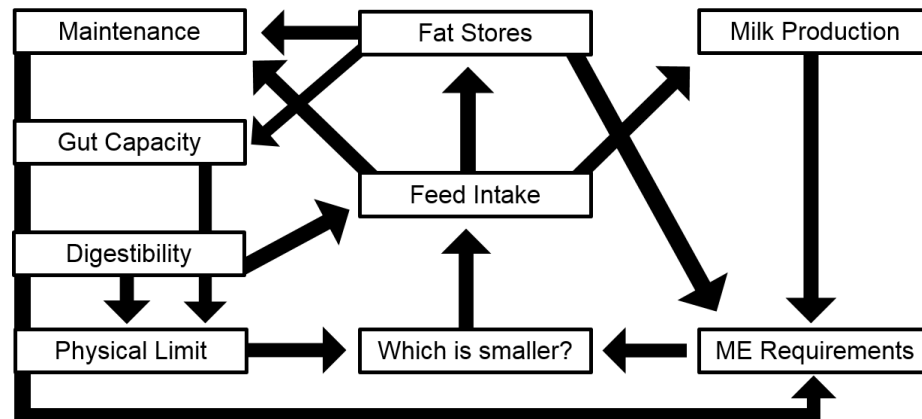 Maintenance
Fat Stores
Milk Production
Gut Capacity
Feed Intake
Digestibility
Physical Limit
Which is smaller?
ME Requirements